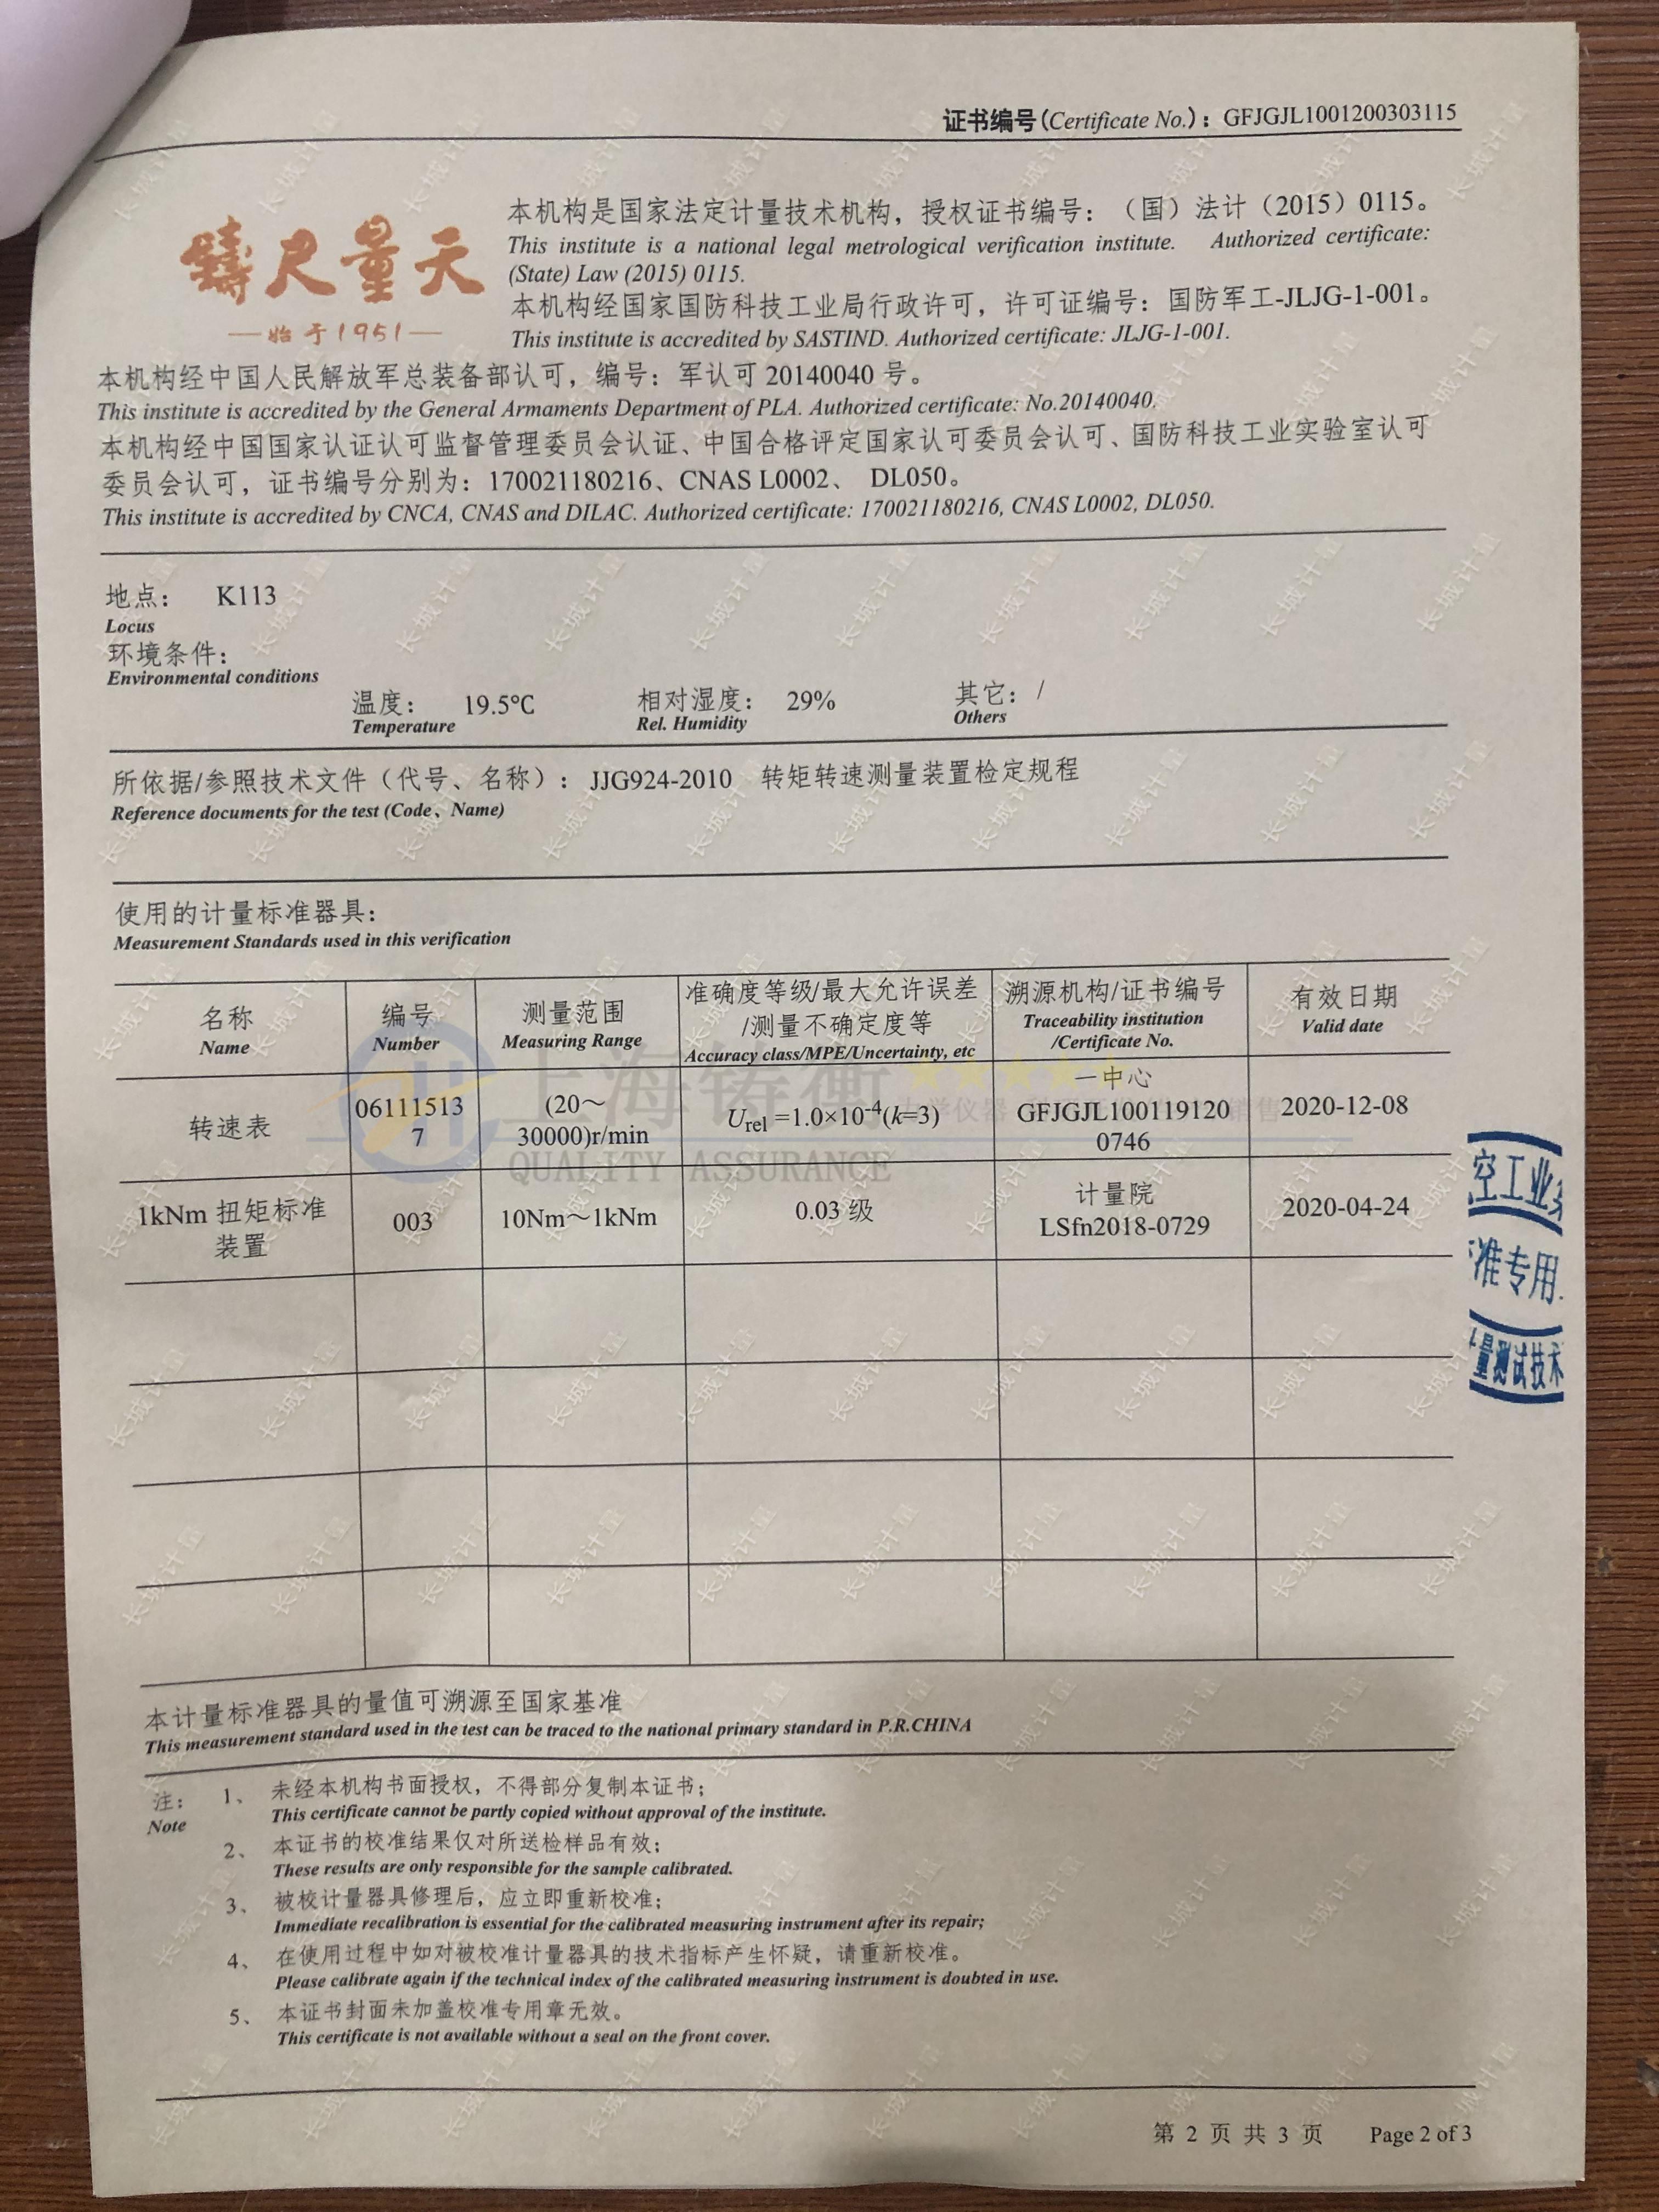 证书编号(Certificate No.)：GFJGJL1001200303115
鑄尺量天
—始于1951—
本机构是国家法定计量技术机构，授权证书编号：（国）法计（2015）0115。
This institute is a national legal metrological verification institute. Authorized certificate:
(State) Law (2015) 0115.
本机构经国家国防科技工业局行政许可，许可证编号：国防军工-JLJG-1-001。
This institute is accredited by SASTIND. Authorized certificate: JLJG-1-001.
本机构经中国人民解放军总装备部认可，编号：军认可 20140040 号。
This institute is accredited by the General Armaments Department of PLA. Authorized certificate: No.20140040.
本机构经中国国家认证认可监督管理委员会认证、中国合格评定国家认可委员会认可、国防科技工业实验室认可
委员会认可，证书编号分别为：170021180216、CNAS L0002、 DL050。
This institute is accredited by CNCA, CNAS and DILAC. Authorized certificate: 170021180216, CNAS L0002, DL050.
地点： K113
Locus
环境条件：
Environmental conditions
温度： 19.5℃ 相对湿度： 29% 其它： /
Temperature Rel. Humidity Others
所依据/参照技术文件（代号、名称）：JJG924-2010 转矩转速测量装置检定规程
Reference documents for the test (Code、Name)
使用的计量标准器具：
Measurement Standards used in this verification
名称 编号 测量范围 准确度等级/最大允许误差 溯源机构/证书编号 有效日期
/测量不确定度等
Name Number Measuring Range Accuracy class/MPE/Uncertainty, etc Traceability institution Valid date
/Certificate No.
转速表 06111513 (20～ Urel =1.0×10-4(k=3) 一中心 2020-12-08
7 30000)r/min GFJGJL100119120
0746
1kNm 扭矩标准 003 10Nm～1kNm 0.03 级 计量院 2020-04-24
装置 LSfn2018-0729
上海铸衡
QUALITY ASSURANCE
空工业
准专用
量测试技术
本计量标准器具的量值可溯源至国家基准
This measurement standard used in the test can be traced to the national primary standard in P.R.CHINA
注： 1、 未经本机构书面授权，不得部分复制本证书；
Note This certificate cannot be partly copied without approval of the institute.
2、 本证书的校准结果仅对所送检样品有效；
These results are only responsible for the sample calibrated.
3、 被校计量器具修理后，应立即重新校准；
Immediate recalibration is essential for the calibrated measuring instrument after its repair;
4、 在使用过程中如对被校准计量器具的技术指标产生怀疑，请重新校准。
Please calibrate again if the technical index of the calibrated measuring instrument is doubted in use.
5、 本证书封面未加盖校准专用章无效。
This certificate is not available without a seal on the front cover.
第 2 页 共 3 页 Page 2 of 3